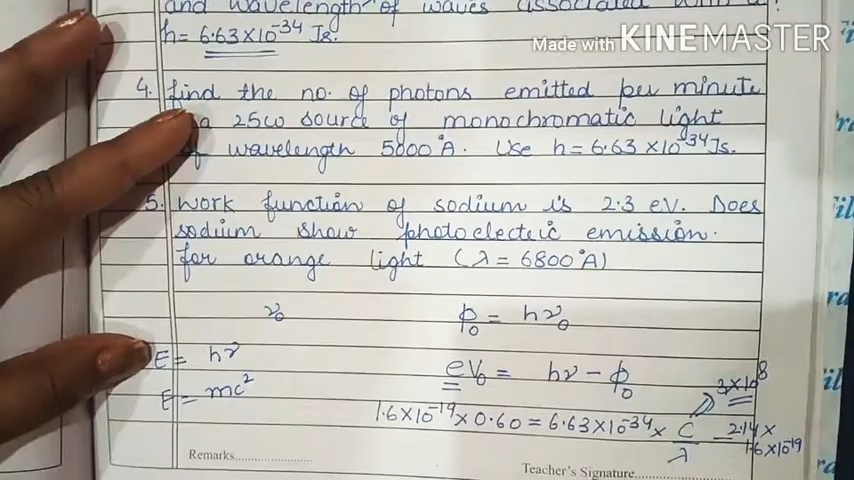 and wavelength of waves associated with
h = 6.63×10⁻³⁴ Js.
Made with KINEMASTER
4. find the no. of photons emitted per minute
a 25w source of monochromatic light
wavelength 5000°A. Use h = 6.63 ×10⁻³⁴Js.
5. Work function of sodium is 2.3 eV. Does
sodium show photoelecteic emission.
for orange light (λ = 6800°A)
ν₀ ϕ₀ = hν₀
E = hν eV₀ = hν − ϕ₀
E = mc² 3×10⁸
1.6×10⁻¹⁹×0.60 = 6.63×10⁻³⁴ × C/λ − 2.14 × 1.6×10⁻¹⁹
Remarks.................... Teacher's Signature....................